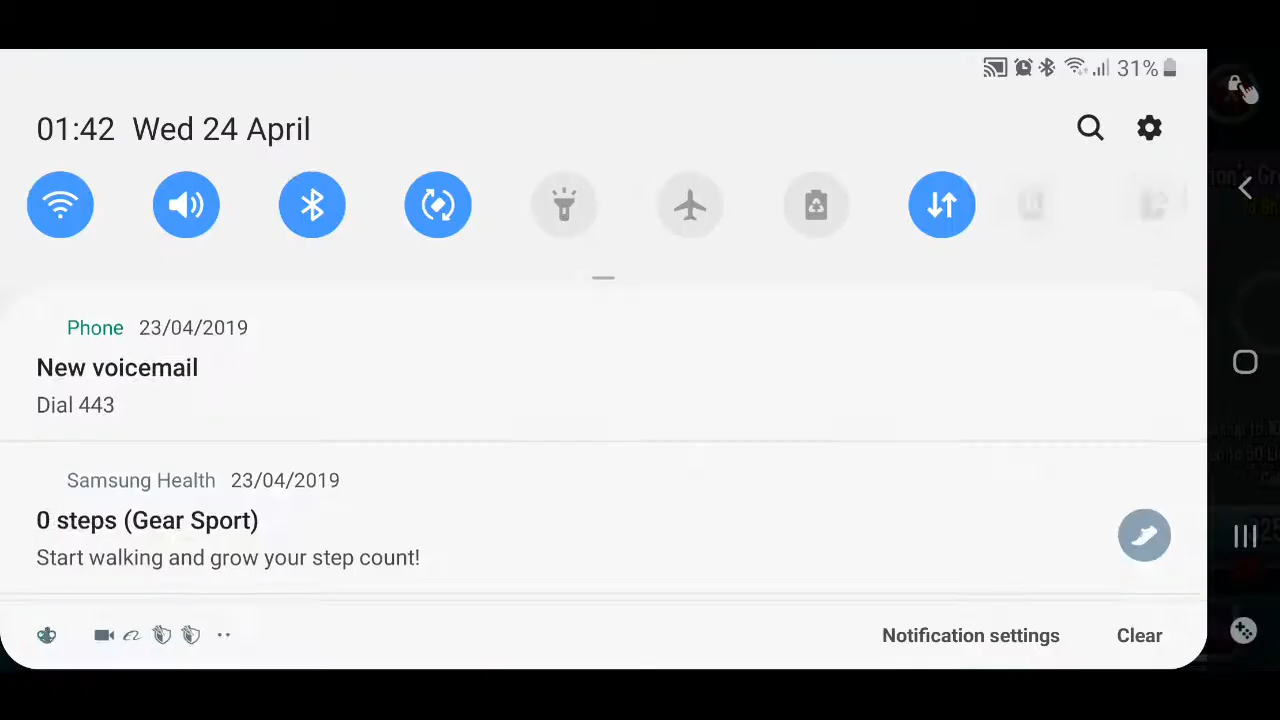 31%
01:42 Wed 24 April
Phone 23/04/2019
New voicemail
Dial 443
Samsung Health 23/04/2019
0 steps (Gear Sport)
Start walking and grow your step count!
Notification settings Clear